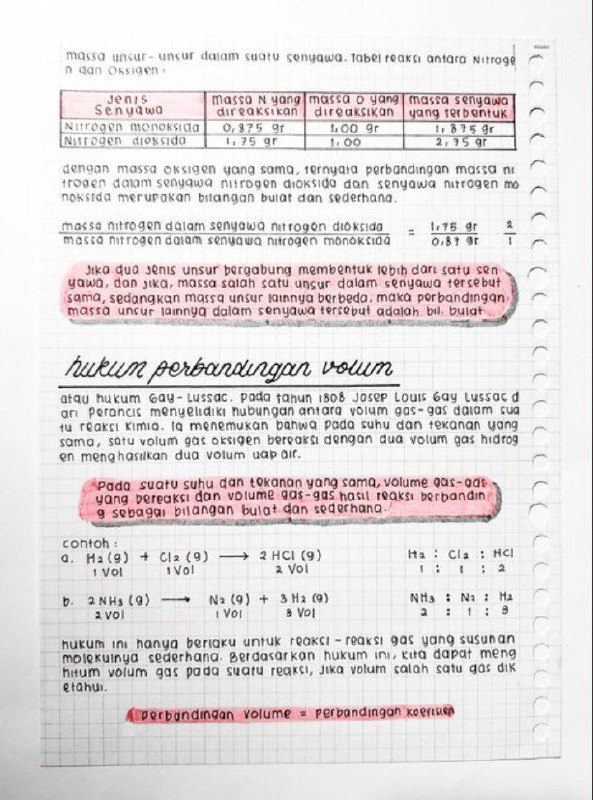 massa unsur-unsur dalam suatu senyawa. Tabel reaksi antara Nitroge
n dan Oksigen :
Jenis Senyawa | massa N yang direaksikan | massa O yang direaksikan | massa senyawa yang terbentuk
Nitrogen monoksida | 0,875 gr | 1,00 gr | 1,875 gr
Nitrogen dioksida | 1,75 gr | 1,00 | 2,75 gr
dengan massa oksigen yang sama, ternyata perbandingan massa ni
trogen dalam senyawa nitrogen dioksida dan senyawa nitrogen mo
noksida merupakan bilangan bulat dan sederhana.
massa nitrogen dalam senyawa nitrogen dioksida = 1,75 gr 2
massa nitrogen dalam senyawa nitrogen monoksida 0,87 gr 1
Jika dua jenis unsur bergabung membentuk lebih dari satu sen
yawa, dan jika, massa salah satu unsur dalam senyawa tersebut
sama, sedangkan massa unsur lainnya berbeda, maka perbandingan
massa unsur lainnya dalam senyawa tersebut adalah bil. bulat
hukum perbandingan volum
atau hukum Gay-Lussac. Pada tahun 1808 Josep Louis Gay Lussac d
ari Perancis menyelidiki hubungan antara volum gas-gas dalam sua
tu reaksi kimia. Ia menemukan bahwa pada suhu dan tekanan yang
sama, satu volum gas oksigen bereaksi dengan dua volum gas hidrog
en menghasilkan dua volum uap air.
Pada suatu suhu dan tekanan yang sama, volume gas-gas
yang bereaksi dan volume gas-gas hasil reaksi berbandin
g sebagai bilangan bulat dan sederhana.
contoh :
a. H2 (g) + Cl2 (g) → 2 HCl (g) H2 : Cl2 : HCl
1 Vol 1 Vol 2 Vol 1 : 1 : 2
b. 2 NH3 (g) → N2 (g) + 3 H2 (g) NH3 : N2 : H2
2 vol 1 Vol 3 Vol 2 : 1 : 3
hukum ini hanya berlaku untuk reaksi-reaksi gas yang susunan
molekulnya sederhana. Berdasarkan hukum ini, kita dapat meng
hitum volum gas pada suatu reaksi, jika volum salah satu gas dik
etahui.
perbandingan volume = perbandingan koefisien